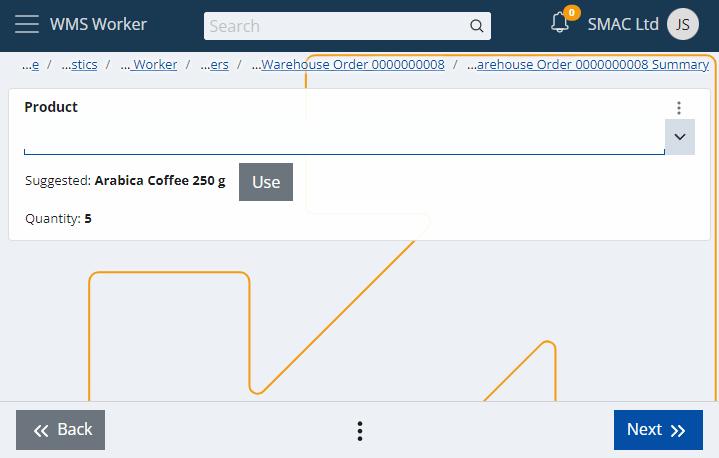 WMS Worker Search 0 SMAC Ltd JS
...e / ...stics / ... Worker / ...ers / ...Warehouse Order 0000000008 / ...arehouse Order 0000000008 Summary
Product
Suggested: Arabica Coffee 250 g Use
Quantity: 5
Back Next